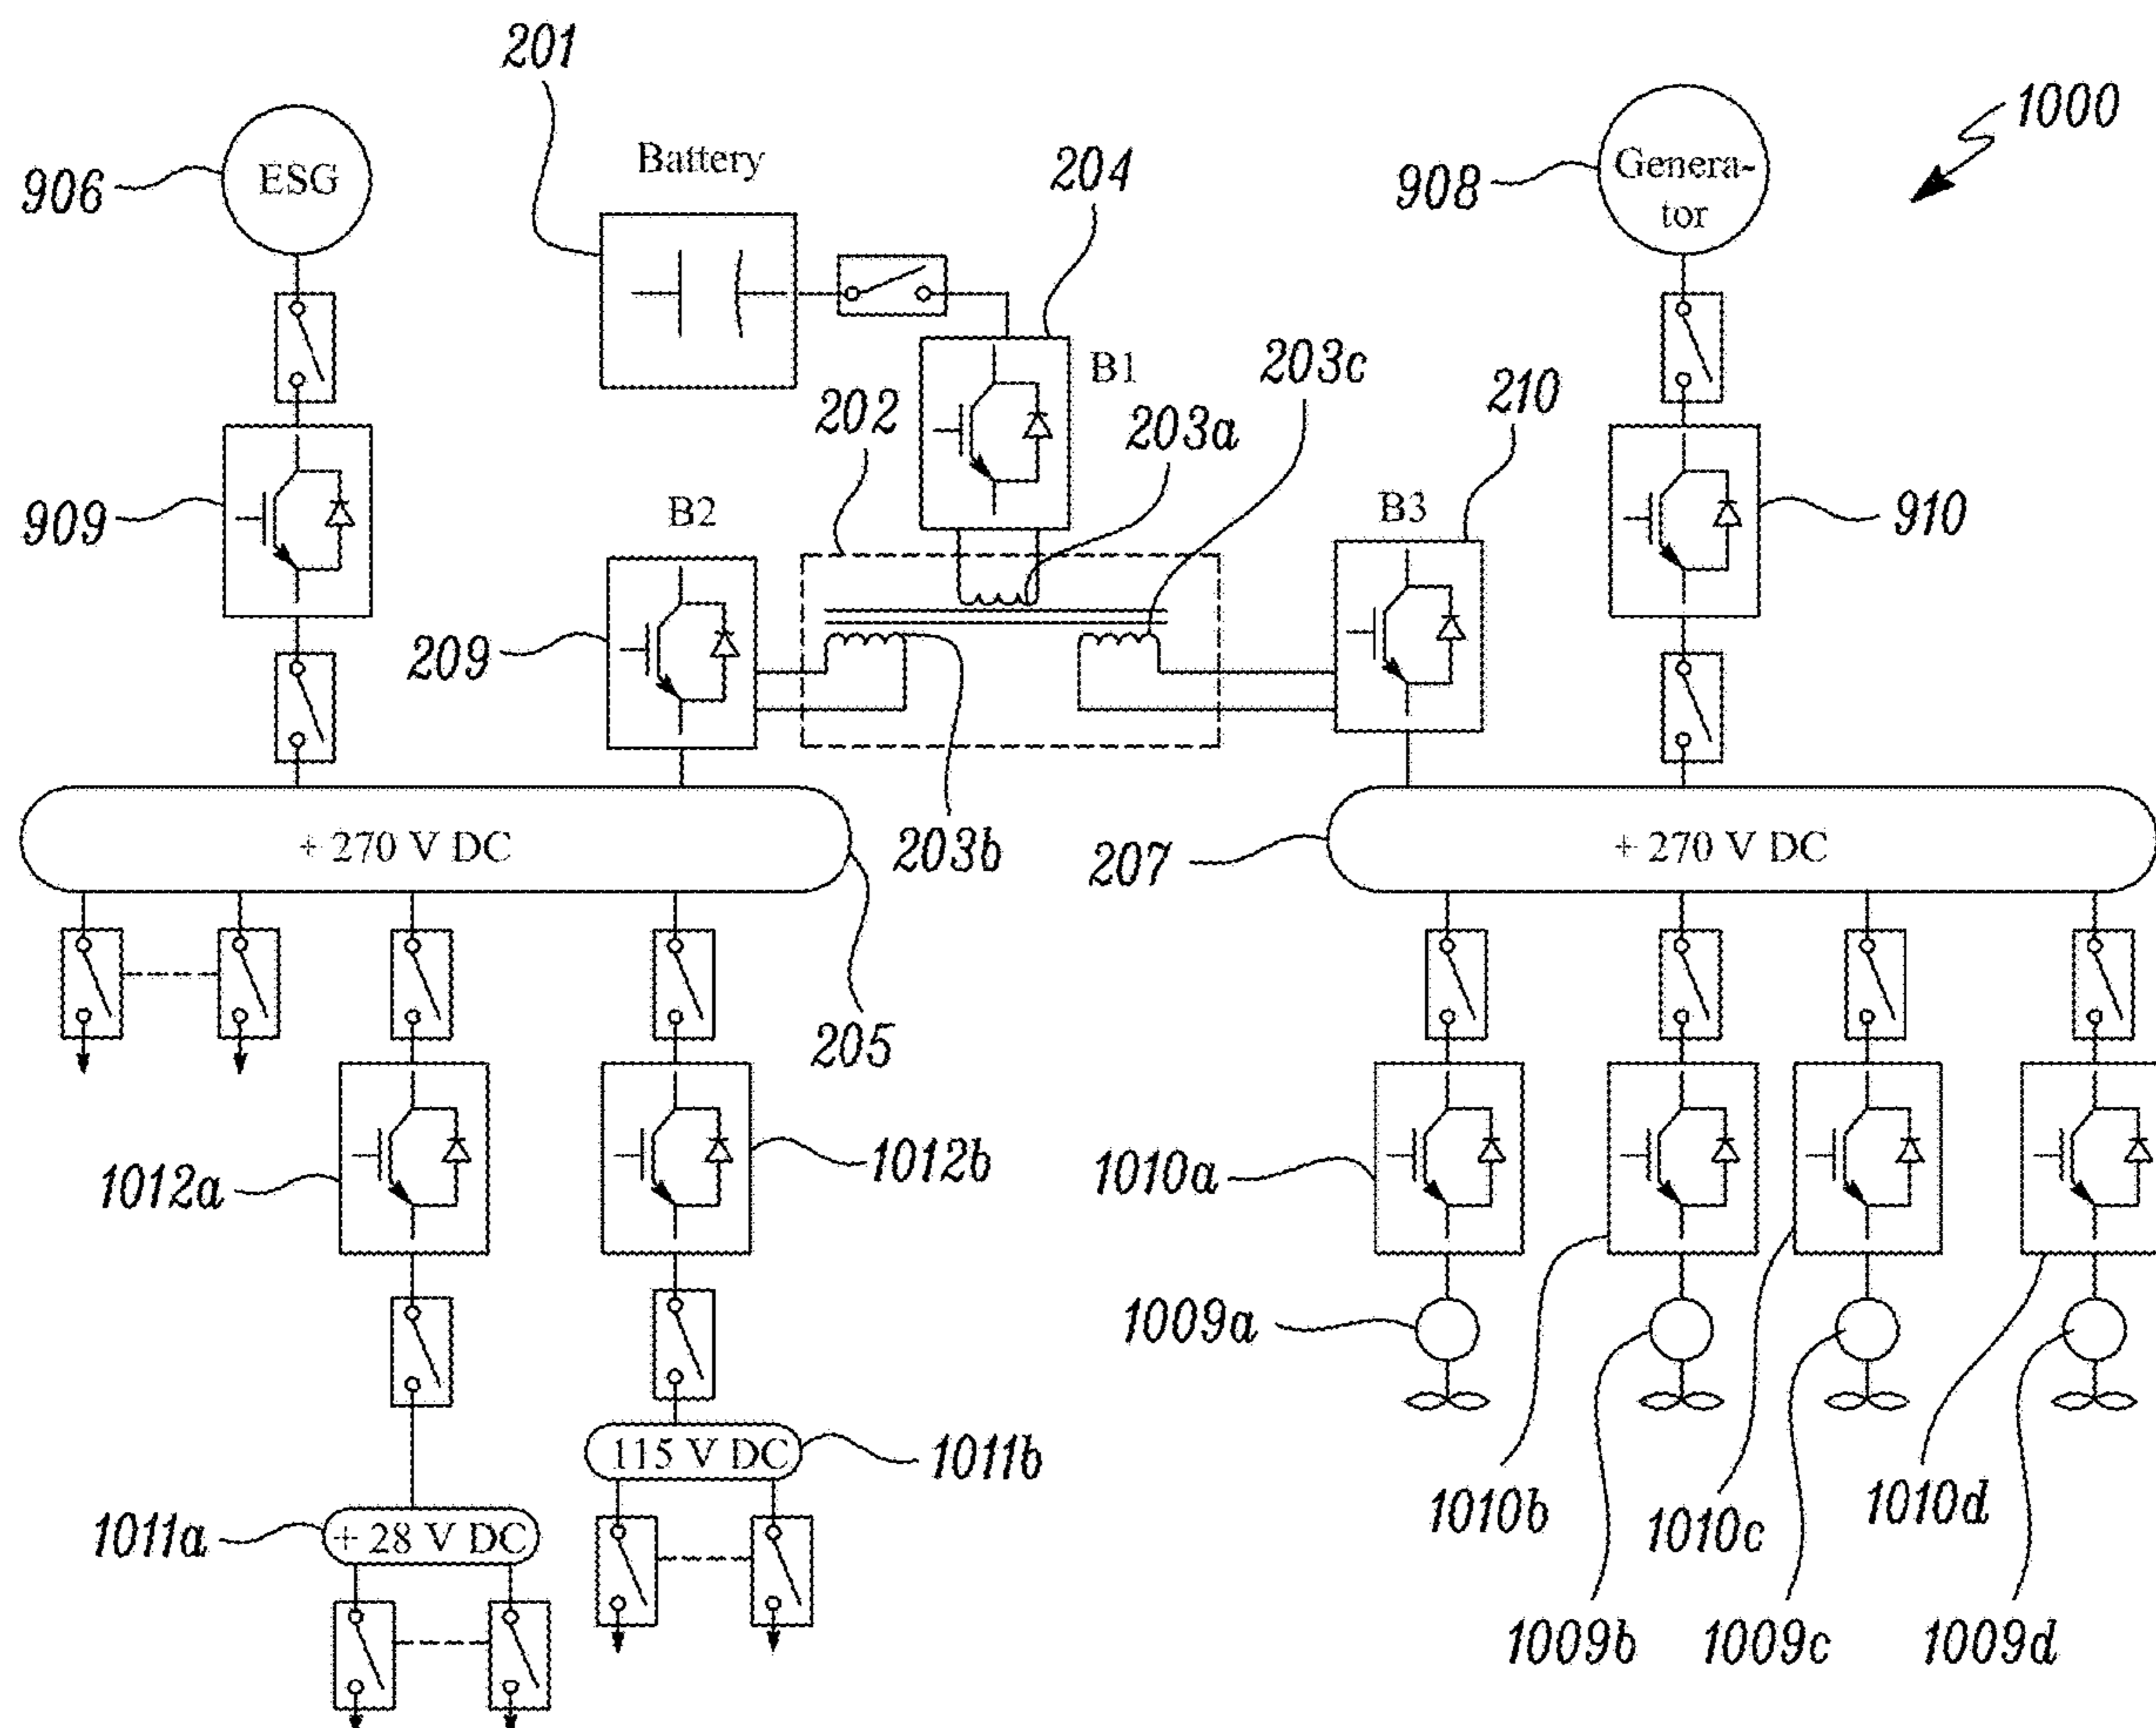 201
1000
Battery
204
906
ESG
908
Genera-
tor
B1
203c
202
203a
210
909
B2
B3
910
209
+ 270 V DC
203b
207
+ 270 V DC
205
1012a
1012b
1010a
1009a
115 V DC
1011b
1010b
1010c
1010d
1011a
+ 28 V DC
1009b
1009c
1009d